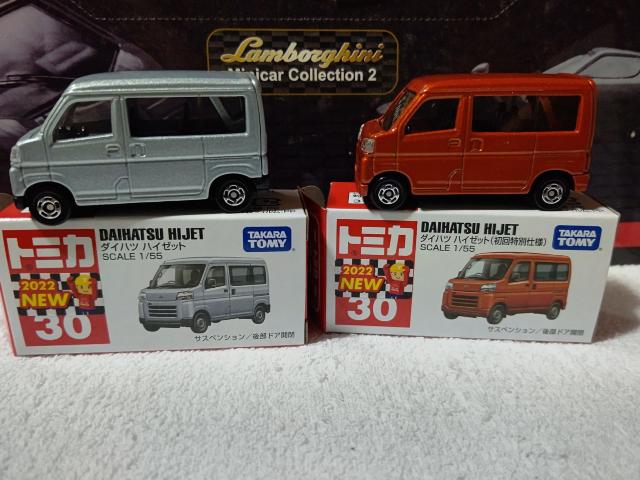 Lamborghini
Minicar Collection 2
トミカ
2022
NEW
30
DAIHATSU HIJET
ダイハツ ハイゼット
SCALE 1/55
TAKARA
TOMY
サスペンション/後部ドア開閉
トミカ
2022
NEW
30
DAIHATSU HIJET
ダイハツ ハイゼット(初回特別仕様)
SCALE 1/55
TAKARA
TOMY
サスペンション/後部ドア開閉